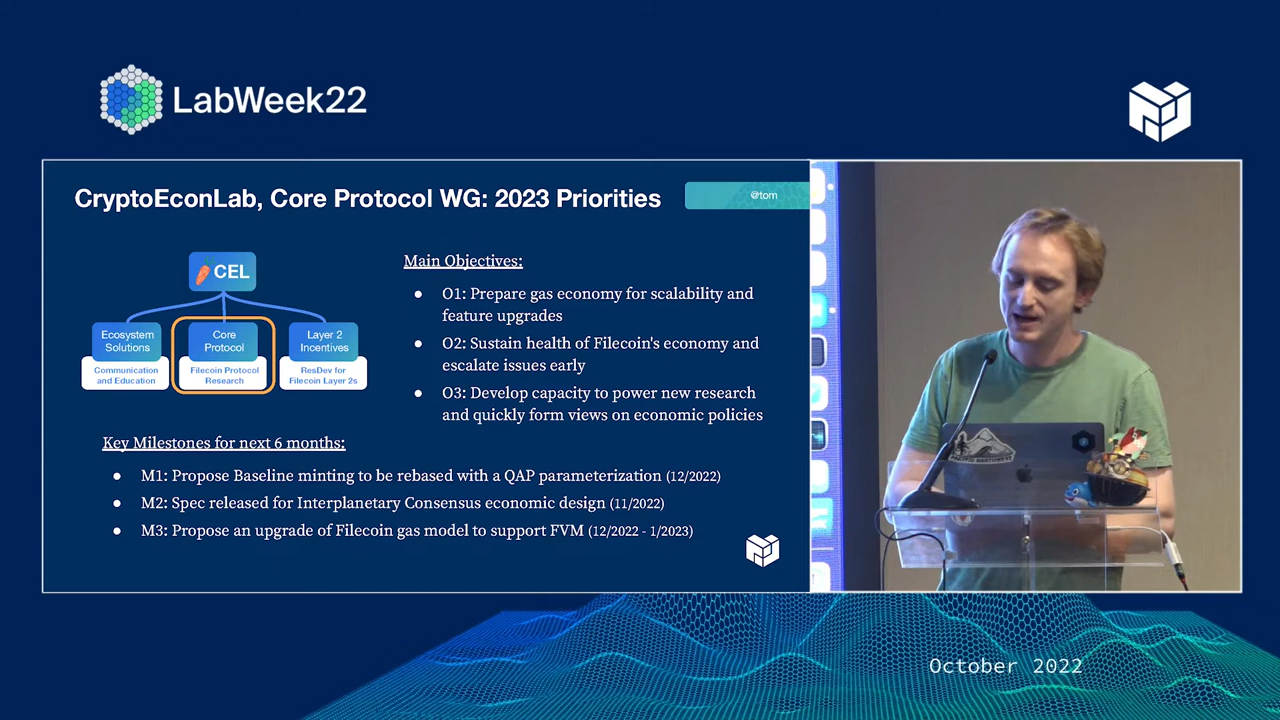 LabWeek22
CryptoEconLab, Core Protocol WG: 2023 Priorities
@tom
CEL
Ecosystem
Solutions
Communication
and Education
Core
Protocol
Filecoin Protocol
Research
Layer 2
Incentives
ResDev for
Filecoin Layer 2s
Main Objectives:
● O1: Prepare gas economy for scalability and
feature upgrades
● O2: Sustain health of Filecoin's economy and
escalate issues early
● O3: Develop capacity to power new research
and quickly form views on economic policies
Key Milestones for next 6 months:
● M1: Propose Baseline minting to be rebased with a QAP parameterization (12/2022)
● M2: Spec released for Interplanetary Consensus economic design (11/2022)
● M3: Propose an upgrade of Filecoin gas model to support FVM (12/2022 - 1/2023)
October 2022